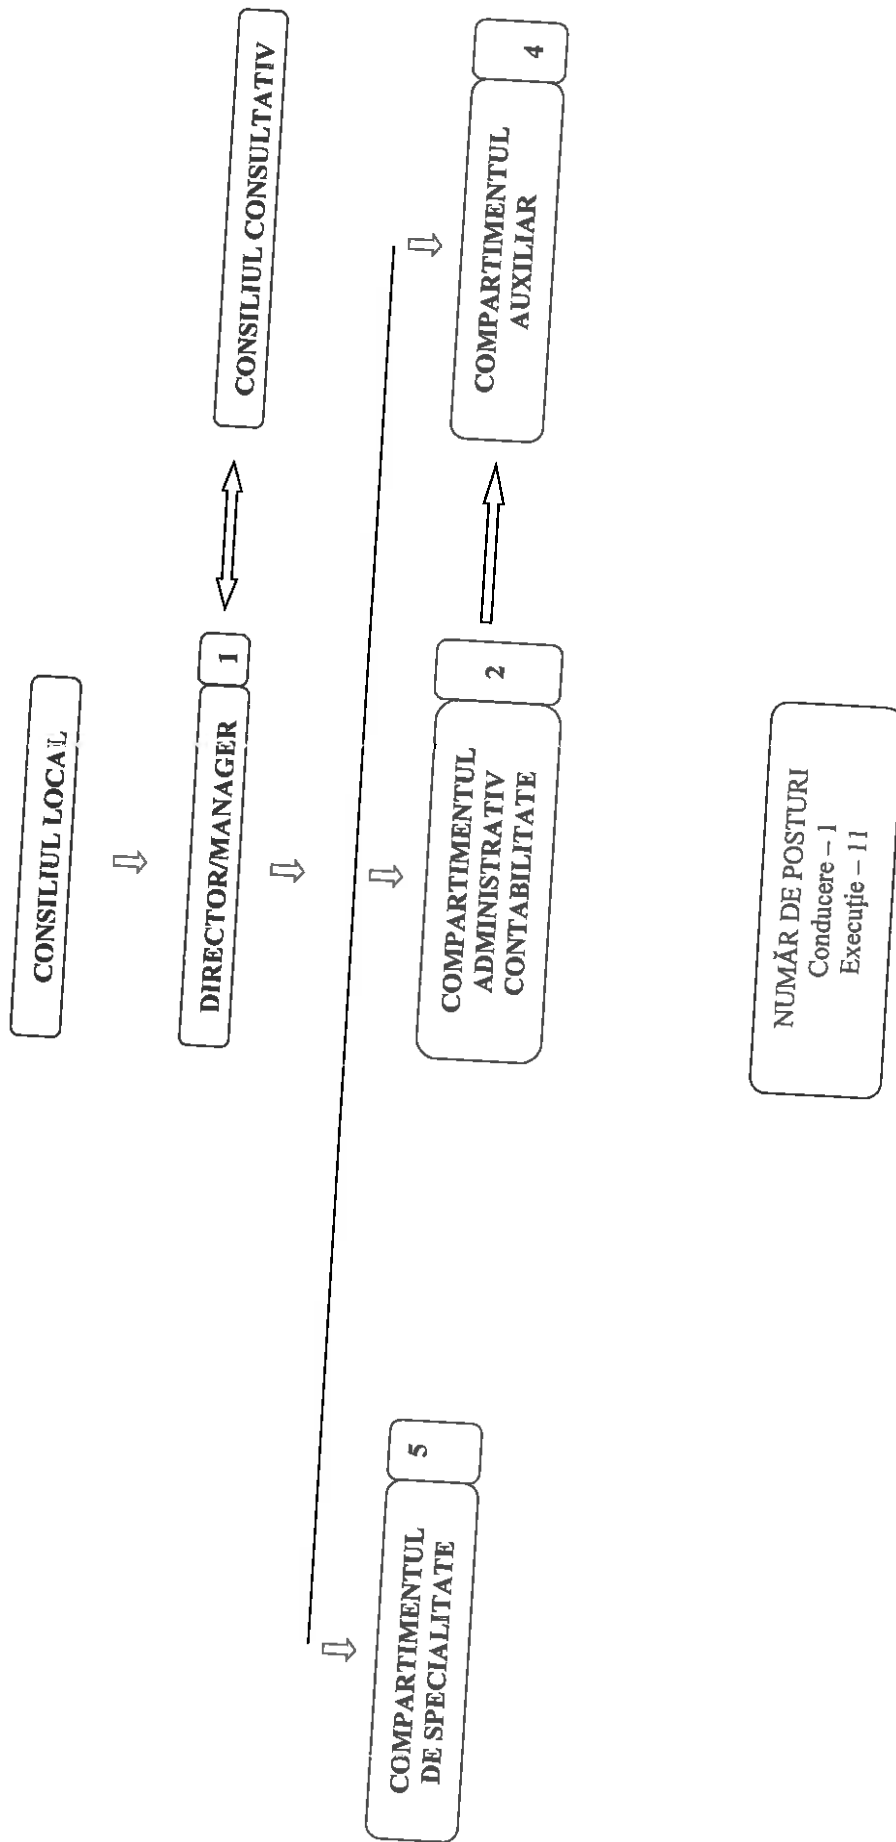 CONSILIUL LOCAL
DIRECTOR/MANAGER
1
CONSILIUL CONSULTATIV
COMPARTIMENTUL
DE SPECIALITATE
5
COMPARTIMENTUL
ADMINISTRATIV
CONTABILITATE
2
COMPARTIMENTUL
AUXILIAR
4
NUMĂR DE POSTURI
Conducere – 1
Execuție – 11